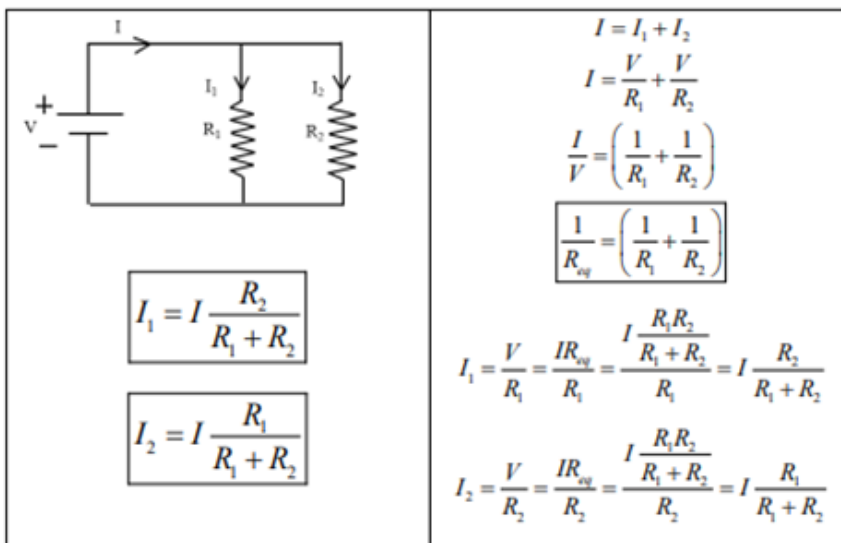 I
I₁
I₂
+
V
−
R₁
R₂
I₁ = I R₂/(R₁ + R₂)
I₂ = I R₁/(R₁ + R₂)
I = I₁ + I₂
I = V/R₁ + V/R₂
I/V = (1/R₁ + 1/R₂)
1/R_eq = (1/R₁ + 1/R₂)
I₁ = V/R₁ = IR_eq/R₁ = (I R₁R₂/(R₁ + R₂))/R₁ = I R₂/(R₁ + R₂)
I₂ = V/R₂ = IR_eq/R₂ = (I R₁R₂/(R₁ + R₂))/R₂ = I R₁/(R₁ + R₂)